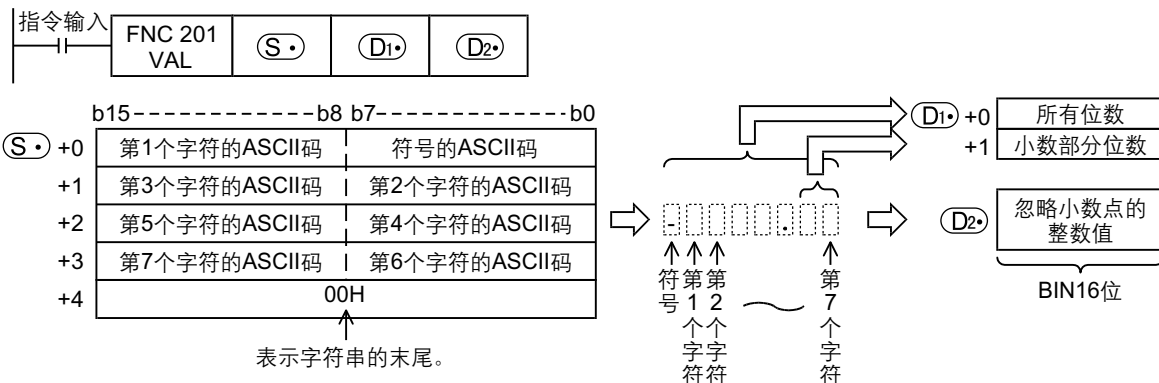 指令输入
FNC 201
VAL
S·
D1·
D2·
b15
b8
b7
b0
S·
+0
第1个字符的ASCII码
符号的ASCII码
+1
第3个字符的ASCII码
第2个字符的ASCII码
+2
第5个字符的ASCII码
第4个字符的ASCII码
+3
第7个字符的ASCII码
第6个字符的ASCII码
+4
00H
表示字符串的末尾。
-
.
符号
第1个字符
第2个字符
第7个字符
D1·
+0
所有位数
+1
小数部分位数
D2·
忽略小数点的
整数值
BIN16位